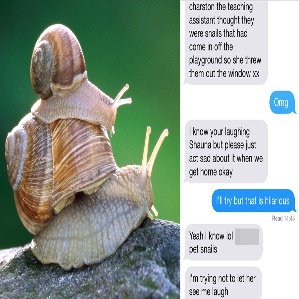 charston the teaching
assistant thought they
were snails that had
come in off the
playground so she threw
them out the window xx
Omg
I know your laughing
Shauna but please just
act sad about it when we
get home okay
I'll try but that is hilarious
Read 14:43
Yeah I know lol
pet snails
I'm trying not to let her
see me laugh